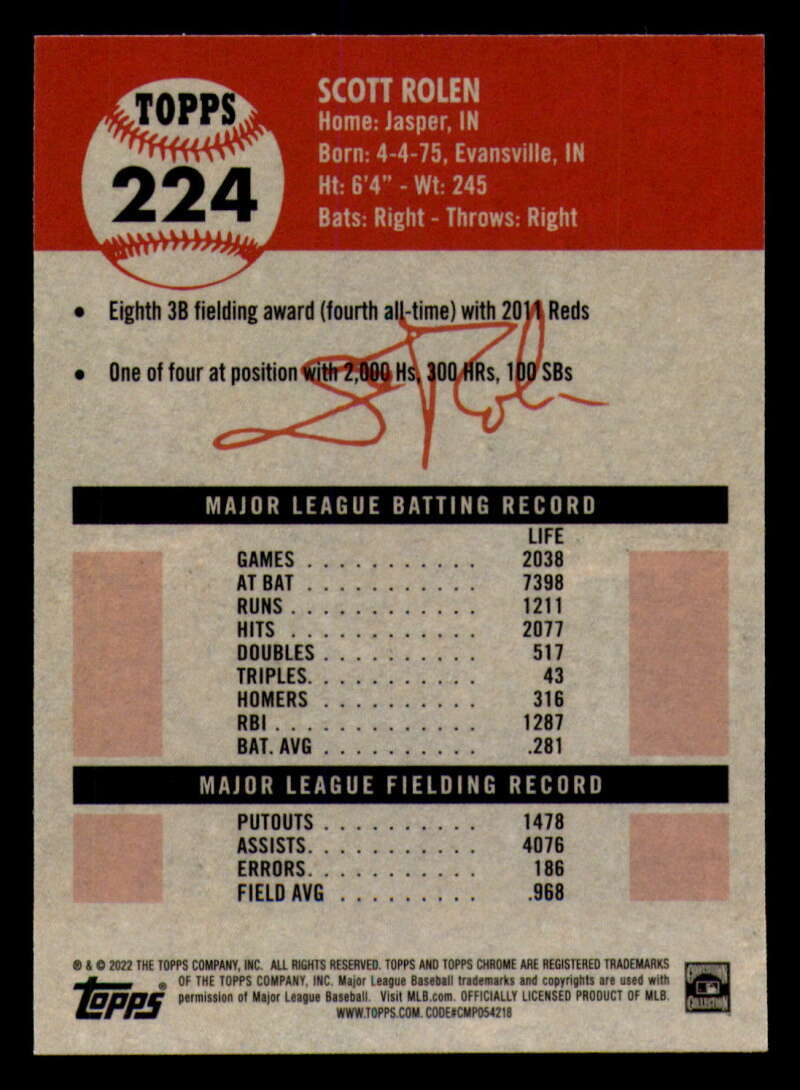 TOPPS
224
SCOTT ROLEN
Home: Jasper, IN
Born: 4-4-75, Evansville, IN
Ht: 6'4" - Wt: 245
Bats: Right - Throws: Right
• Eighth 3B fielding award (fourth all-time) with 2011 Reds
• One of four at position with 2,000 Hs, 300 HRs, 100 SBs
Scott Rolen
MAJOR LEAGUE BATTING RECORD
LIFE
GAMES . . . . . . . . . . . 2038
AT BAT . . . . . . . . . . . 7398
RUNS . . . . . . . . . . . . 1211
HITS . . . . . . . . . . . . 2077
DOUBLES . . . . . . . . . . 517
TRIPLES. . . . . . . . . . . 43
HOMERS . . . . . . . . . . 316
RBI . . . . . . . . . . . . . 1287
BAT. AVG . . . . . . . . . . .281
MAJOR LEAGUE FIELDING RECORD
PUTOUTS . . . . . . . . . . 1478
ASSISTS. . . . . . . . . . . 4076
ERRORS. . . . . . . . . . . 186
FIELD AVG . . . . . . . . . .968
® & © 2022 THE TOPPS COMPANY, INC. ALL RIGHTS RESERVED. TOPPS AND TOPPS CHROME ARE REGISTERED TRADEMARKS
OF THE TOPPS COMPANY, INC. Major League Baseball trademarks and copyrights are used with
permission of Major League Baseball. Visit MLB.com. OFFICIALLY LICENSED PRODUCT OF MLB.
WWW.TOPPS.COM. CODE#CMP054218
topps®
COOPERSTOWN
COLLECTION